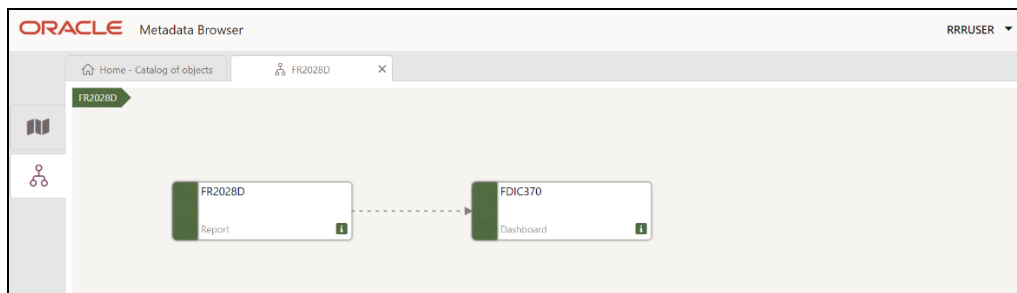 ORACLE Metadata Browser RRRUSER
Home - Catalog of objects FR2028D
FR2028D
FR2028D FDIC370
Report i Dashboard i